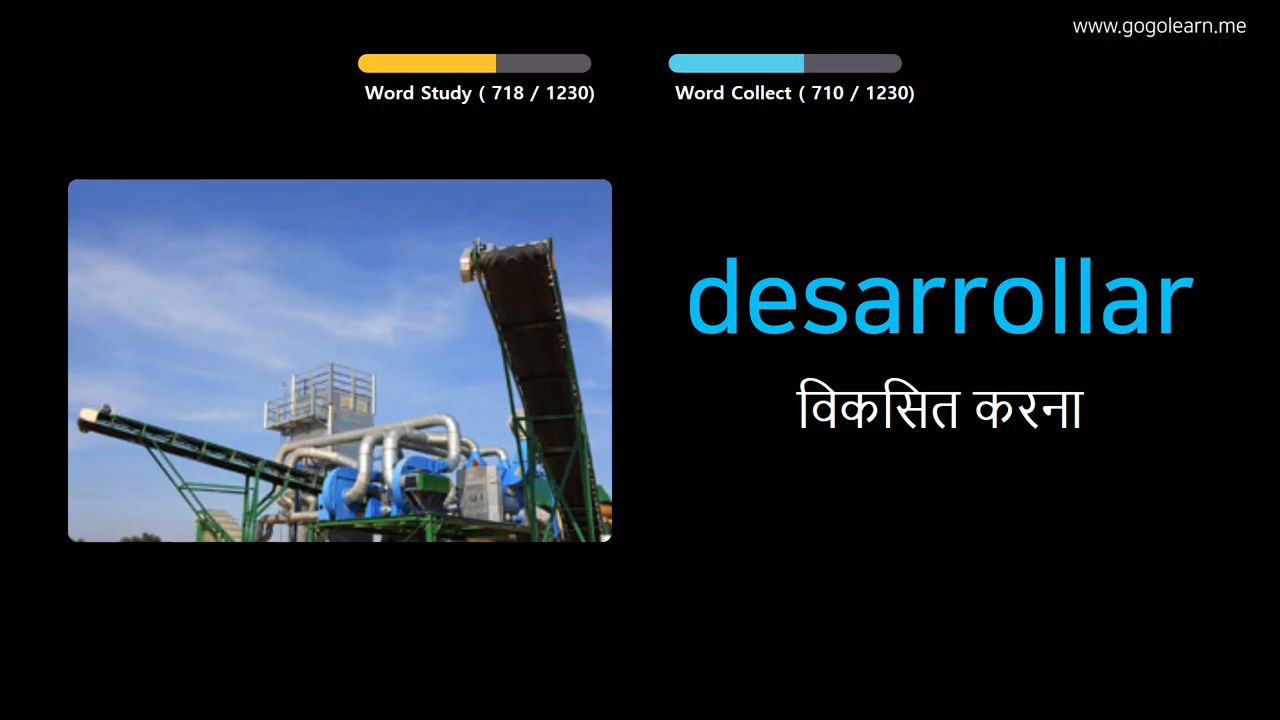 www.gogolearn.me
Word Study ( 718 / 1230)
Word Collect ( 710 / 1230)
desarrollar
विकसित करना